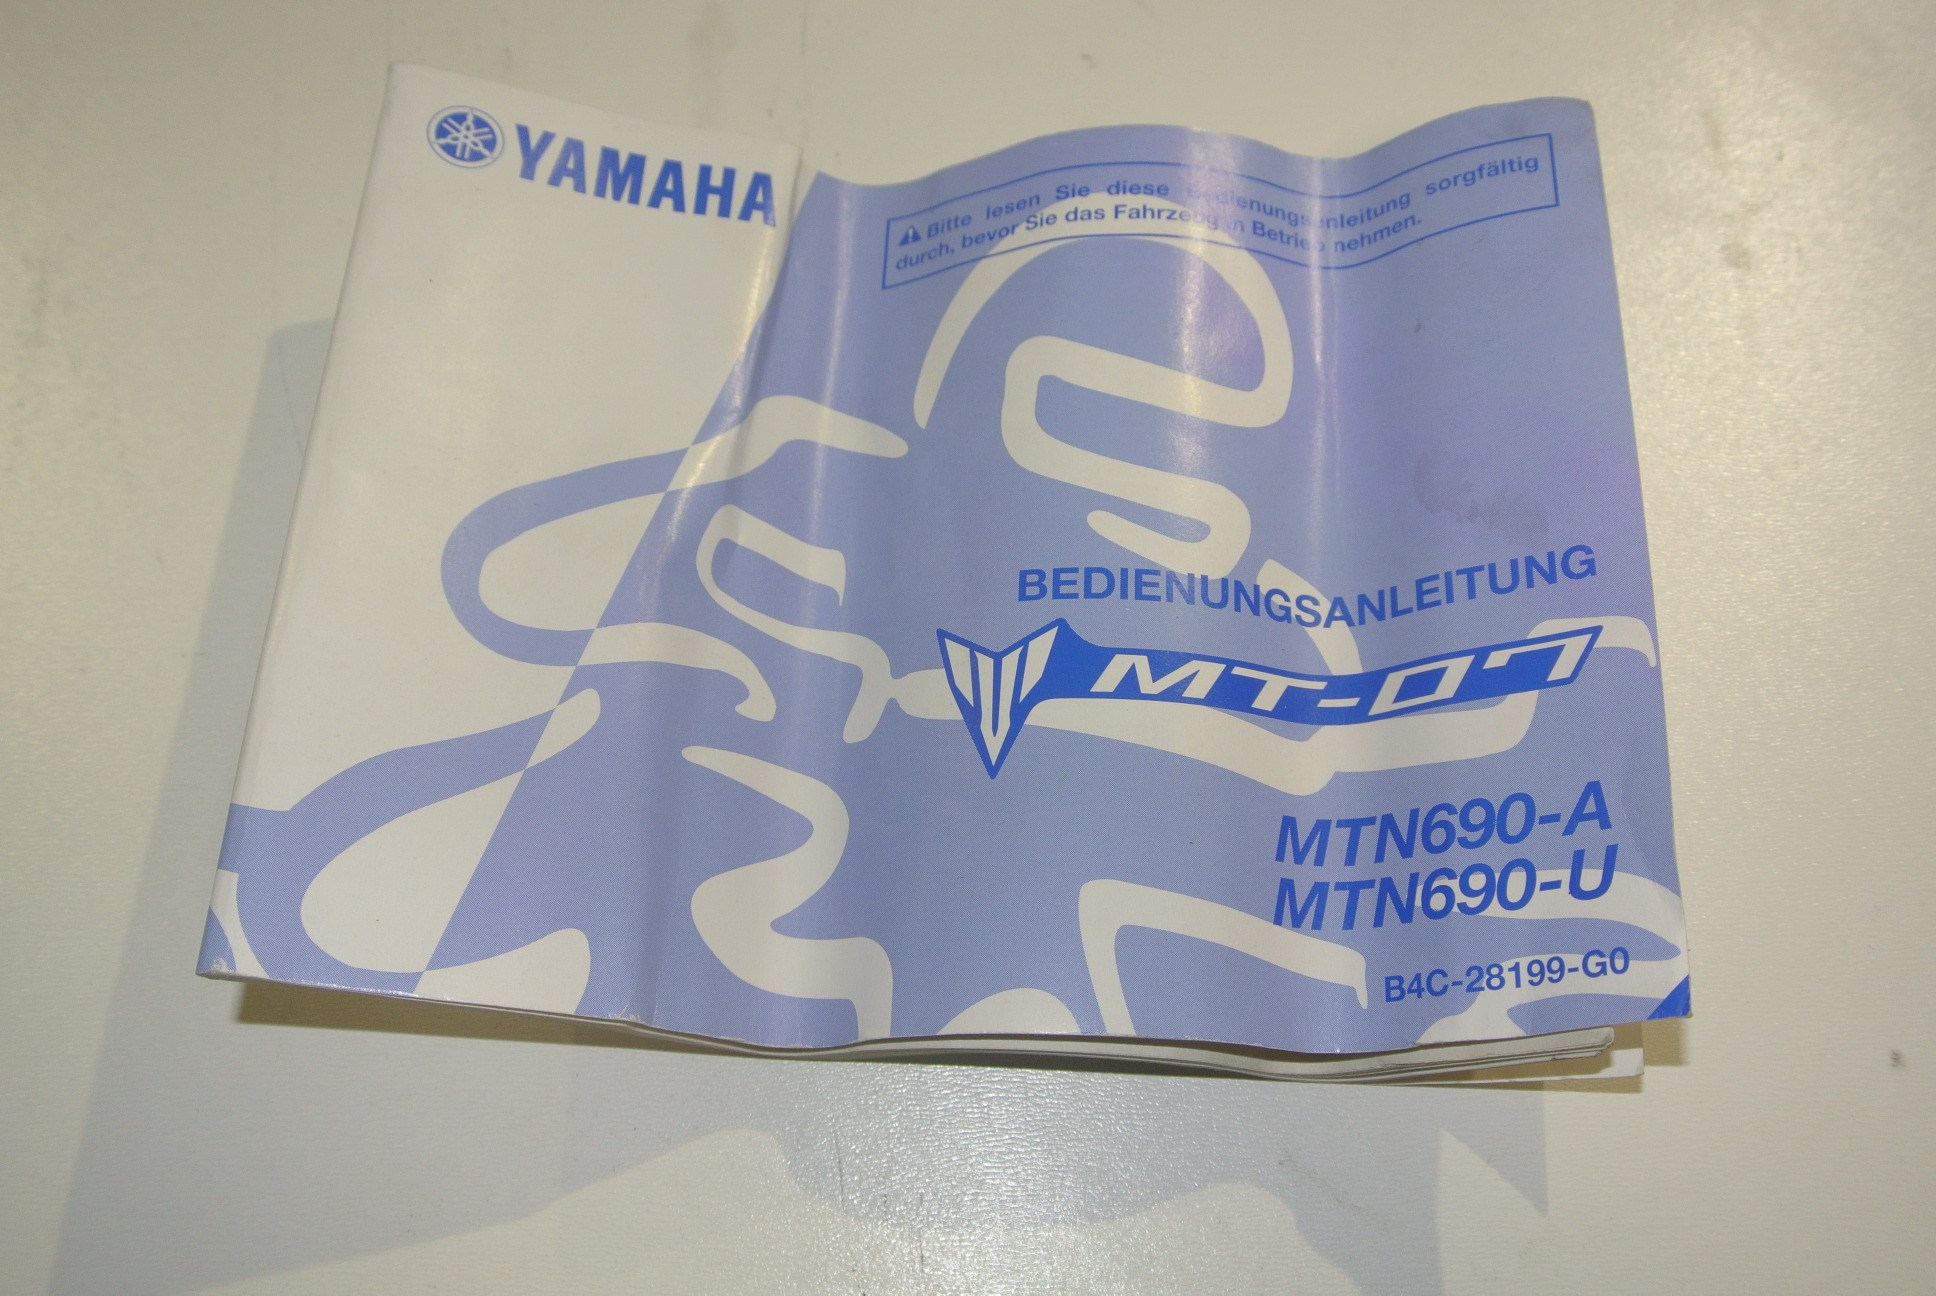 YAMAHA
⚠ Bitte lesen Sie diese Bedienungsanleitung sorgfältig
durch, bevor Sie das Fahrzeug in Betrieb nehmen.
BEDIENUNGSANLEITUNG
MT-07
MTN690-A
MTN690-U
B4C-28199-G0